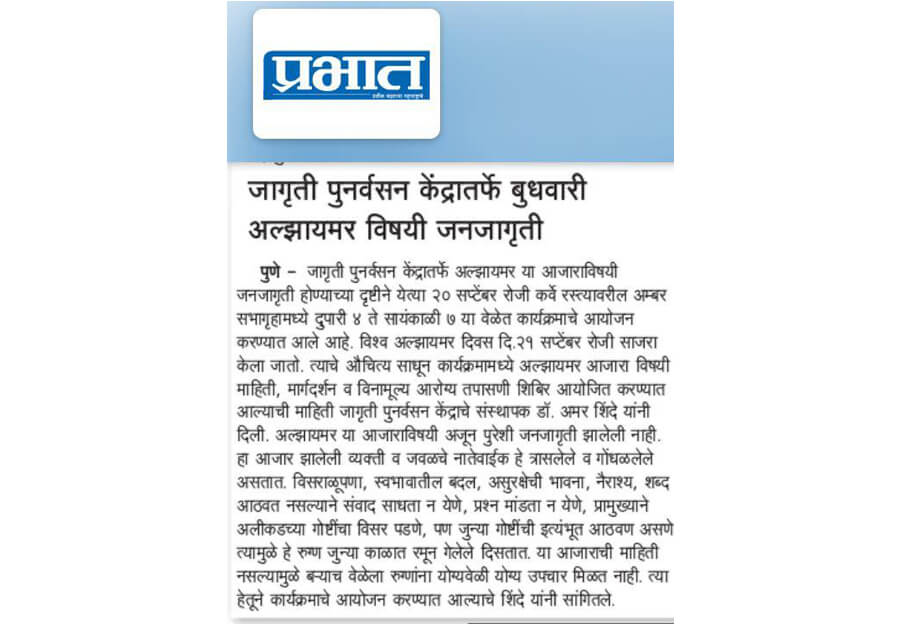 प्रभात
जागृती पुनर्वसन केंद्रातर्फे बुधवारी
अल्झायमर विषयी जनजागृती
पुणे – जागृती पुनर्वसन केंद्रातर्फे अल्झायमर या आजाराविषयी
जनजागृती होण्याच्या दृष्टीने येत्या २० सप्टेंबर रोजी कर्वे रस्त्यावरील अम्बर
सभागृहामध्ये दुपारी ४ ते सायंकाळी ७ या वेळेत कार्यक्रमाचे आयोजन
करण्यात आले आहे. विश्व अल्झायमर दिवस दि.२१ सप्टेंबर रोजी साजरा
केला जातो. त्याचे औचित्य साधून कार्यक्रमामध्ये अल्झायमर आजारा विषयी
माहिती, मार्गदर्शन व विनामूल्य आरोग्य तपासणी शिबिर आयोजित करण्यात
आल्याची माहिती जागृती पुनर्वसन केंद्राचे संस्थापक डॉ. अमर शिंदे यांनी
दिली. अल्झायमर या आजाराविषयी अजून पुरेशी जनजागृती झालेली नाही.
हा आजार झालेली व्यक्ती व जवळचे नातेवाईक हे त्रासलेले व गोंधळलेले
असतात. विसराळूपणा, स्वभावातील बदल, असुरक्षेची भावना, नैराश्य, शब्द
आठवत नसल्याने संवाद साधता न येणे, प्रश्न मांडता न येणे, प्रामुख्याने
अलीकडच्या गोष्टींचा विसर पडणे, पण जुन्या गोष्टींची इत्यंभूत आठवण असणे
त्यामुळे हे रुग्ण जुन्या काळात रमून गेलेले दिसतात. या आजाराची माहिती
नसल्यामुळे बऱ्याच वेळेला रुग्णांना योग्यवेळी योग्य उपचार मिळत नाही. त्या
हेतूने कार्यक्रमाचे आयोजन करण्यात आल्याचे शिंदे यांनी सांगितले.